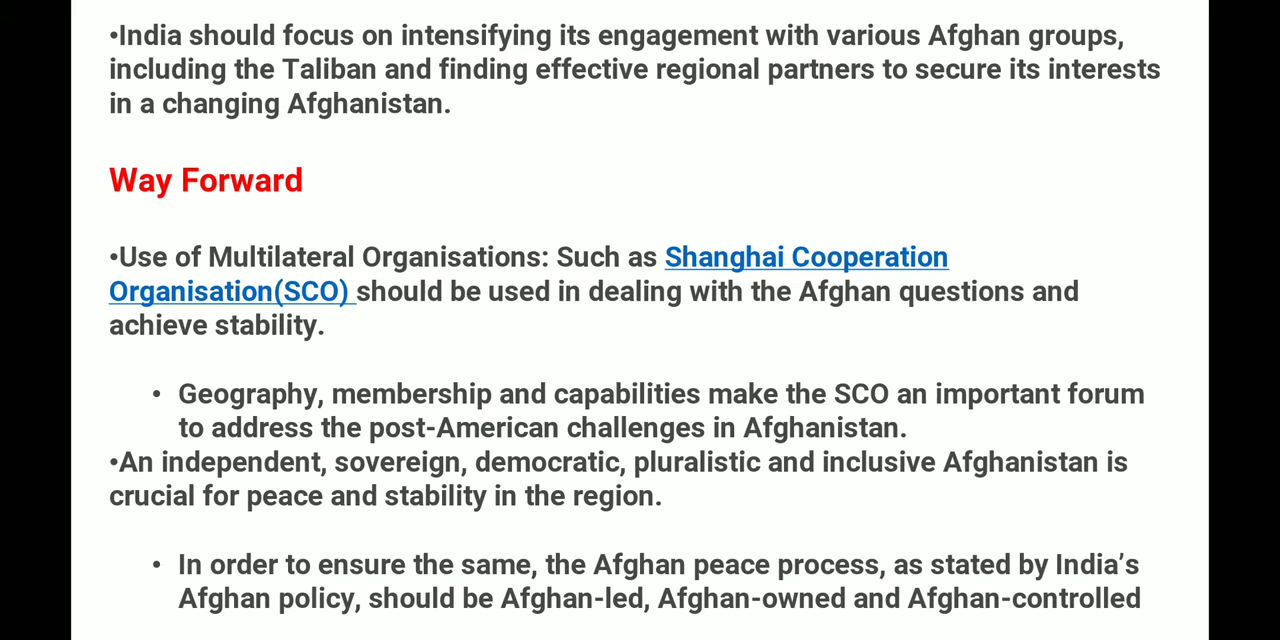 •India should focus on intensifying its engagement with various Afghan groups,
including the Taliban and finding effective regional partners to secure its interests
in a changing Afghanistan.
Way Forward
•Use of Multilateral Organisations: Such as Shanghai Cooperation
Organisation(SCO) should be used in dealing with the Afghan questions and
achieve stability.
• Geography, membership and capabilities make the SCO an important forum
to address the post-American challenges in Afghanistan.
•An independent, sovereign, democratic, pluralistic and inclusive Afghanistan is
crucial for peace and stability in the region.
• In order to ensure the same, the Afghan peace process, as stated by India’s
Afghan policy, should be Afghan-led, Afghan-owned and Afghan-controlled